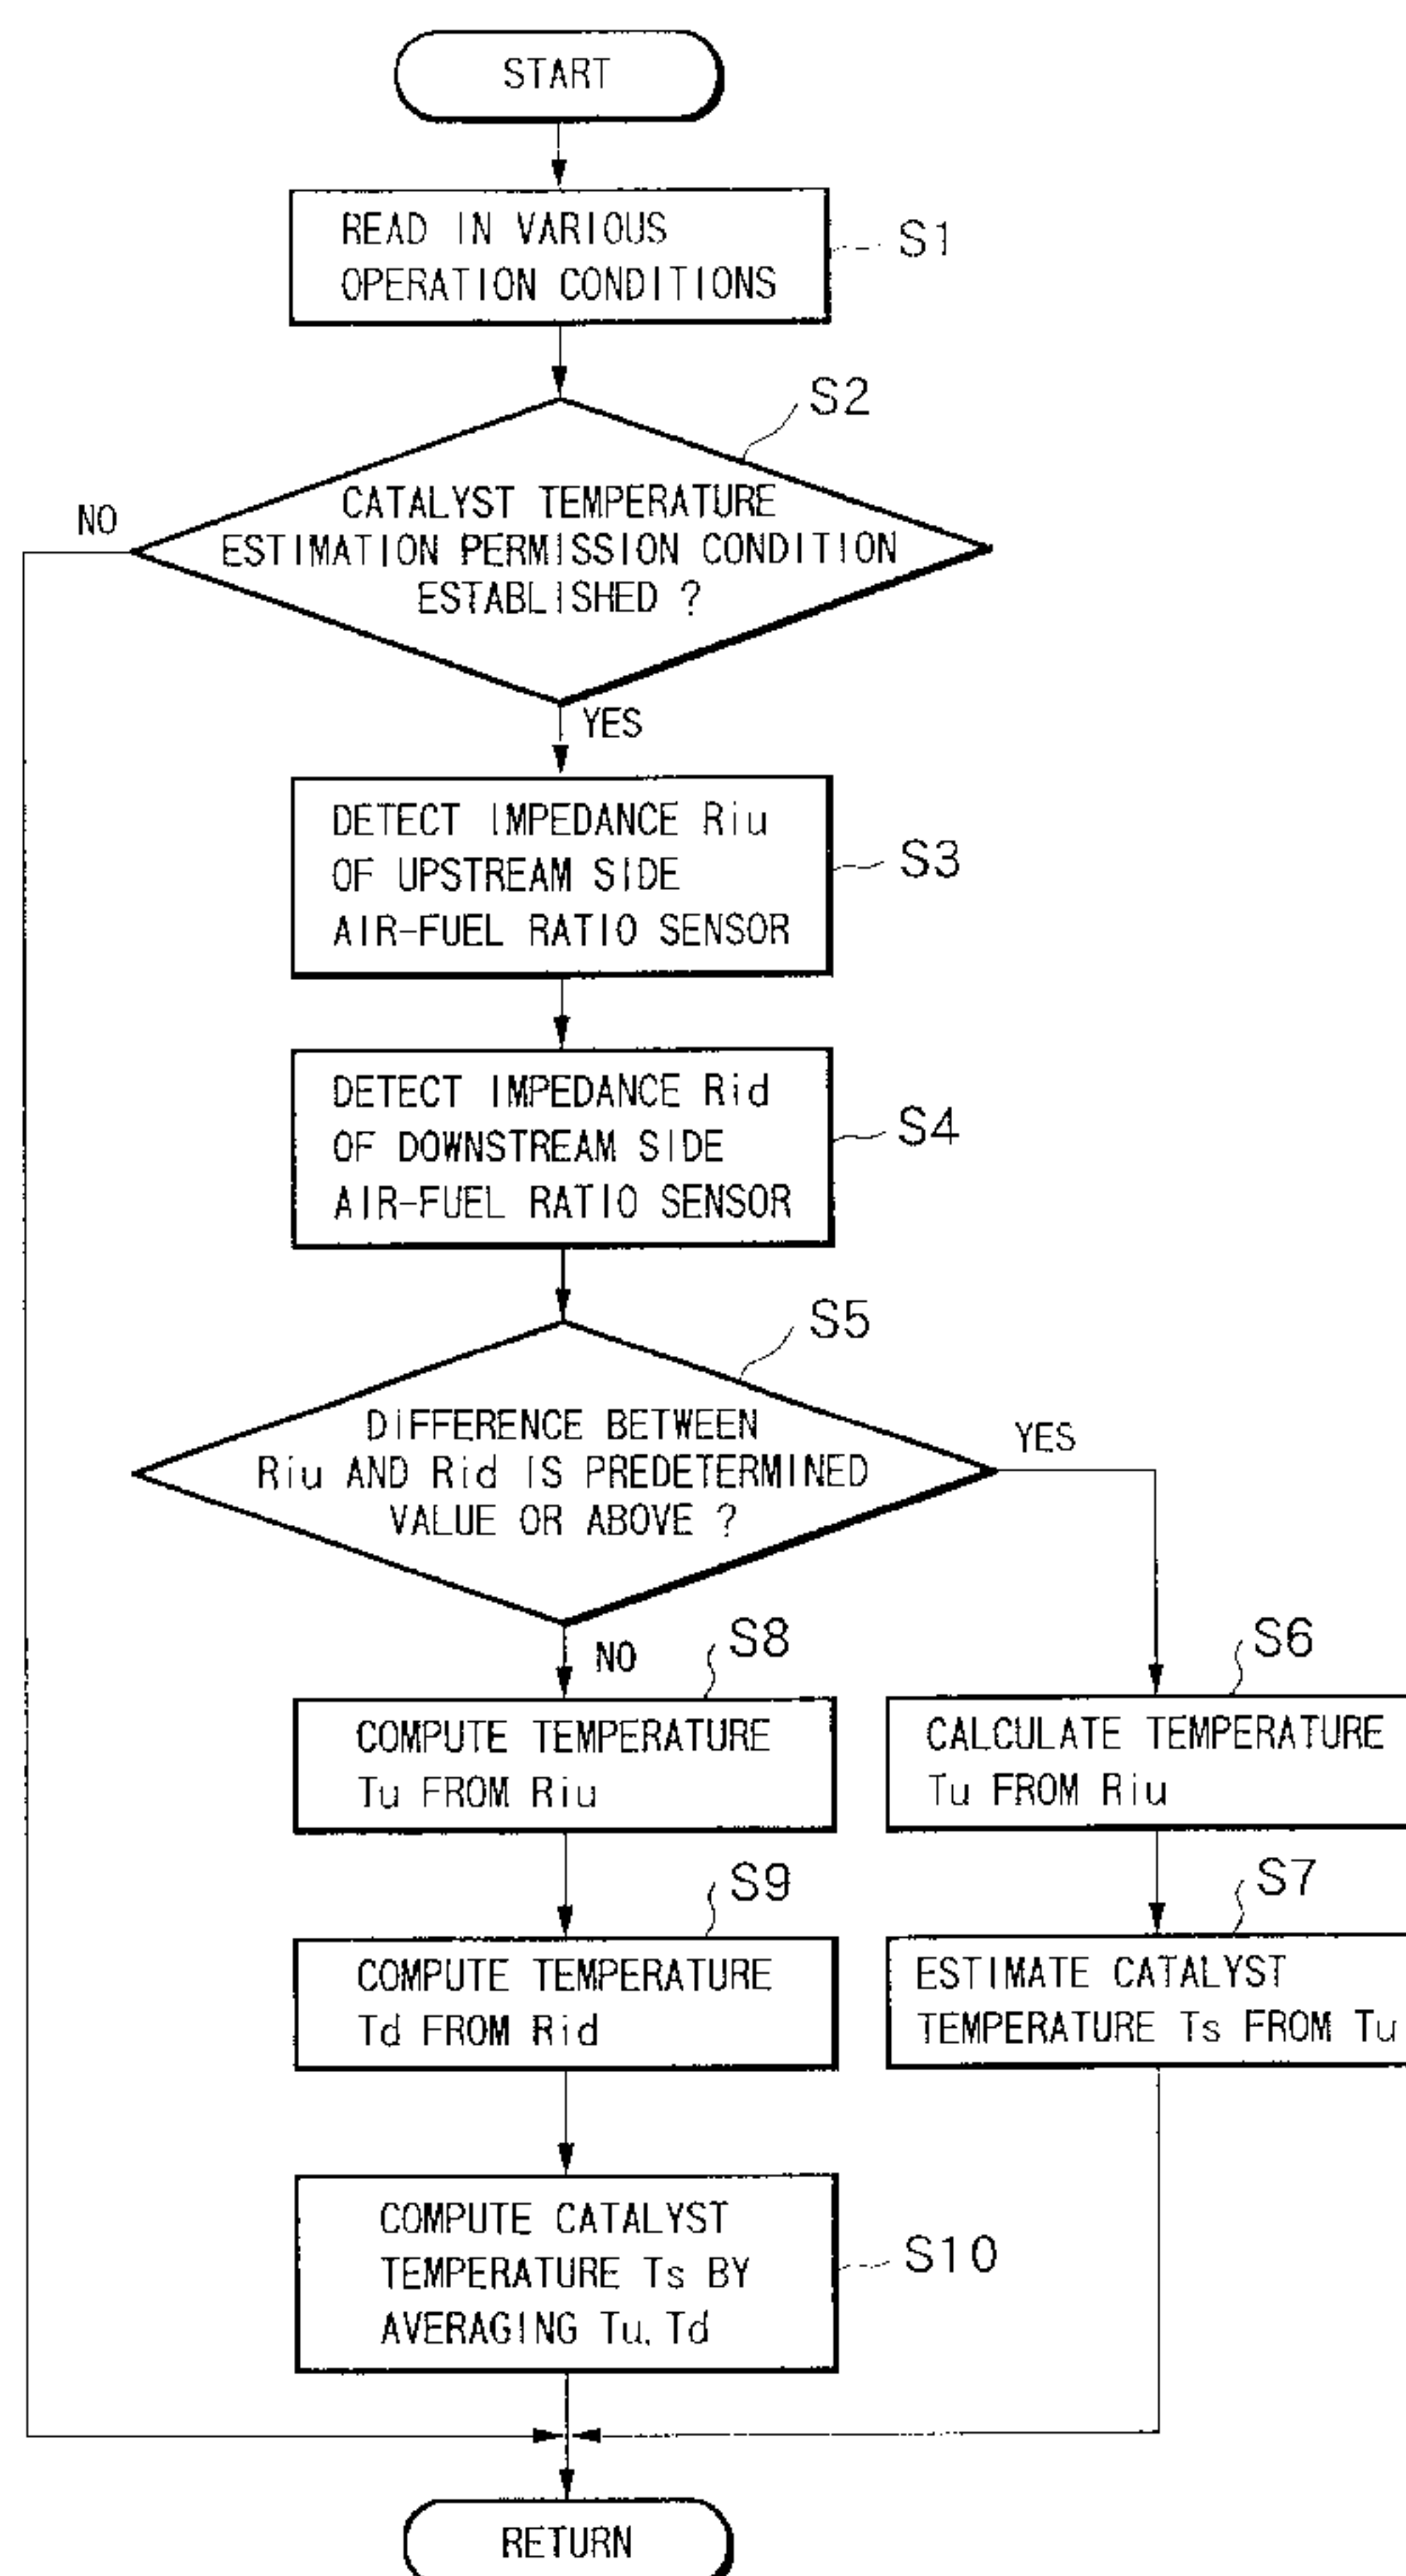 START
READ IN VARIOUS
OPERATION CONDITIONS
S1
S2
CATALYST TEMPERATURE
ESTIMATION PERMISSION CONDITION
ESTABLISHED ?
NO
YES
DETECT IMPEDANCE Riu
OF UPSTREAM SIDE
AIR-FUEL RATIO SENSOR
S3
DETECT IMPEDANCE Rid
OF DOWNSTREAM SIDE
AIR-FUEL RATIO SENSOR
S4
S5
DIFFERENCE BETWEEN
Riu AND Rid IS PREDETERMINED
VALUE OR ABOVE ?
YES
NO
S8
COMPUTE TEMPERATURE
Tu FROM Riu
S6
CALCULATE TEMPERATURE
Tu FROM Riu
S9
COMPUTE TEMPERATURE
Td FROM Rid
S7
ESTIMATE CATALYST
TEMPERATURE Ts FROM Tu
COMPUTE CATALYST
TEMPERATURE Ts BY
AVERAGING Tu, Td
S10
RETURN